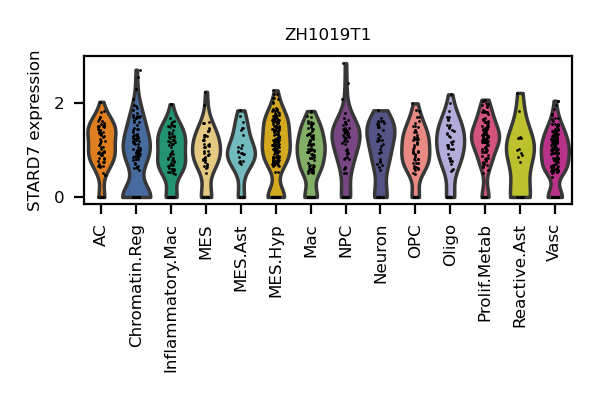 ZH1019T1
STARD7 expression
2
0
AC
Chromatin.Reg
Inflammatory.Mac
MES
MES.Ast
MES.Hyp
Mac
NPC
Neuron
OPC
Oligo
Prolif.Metab
Reactive.Ast
Vasc